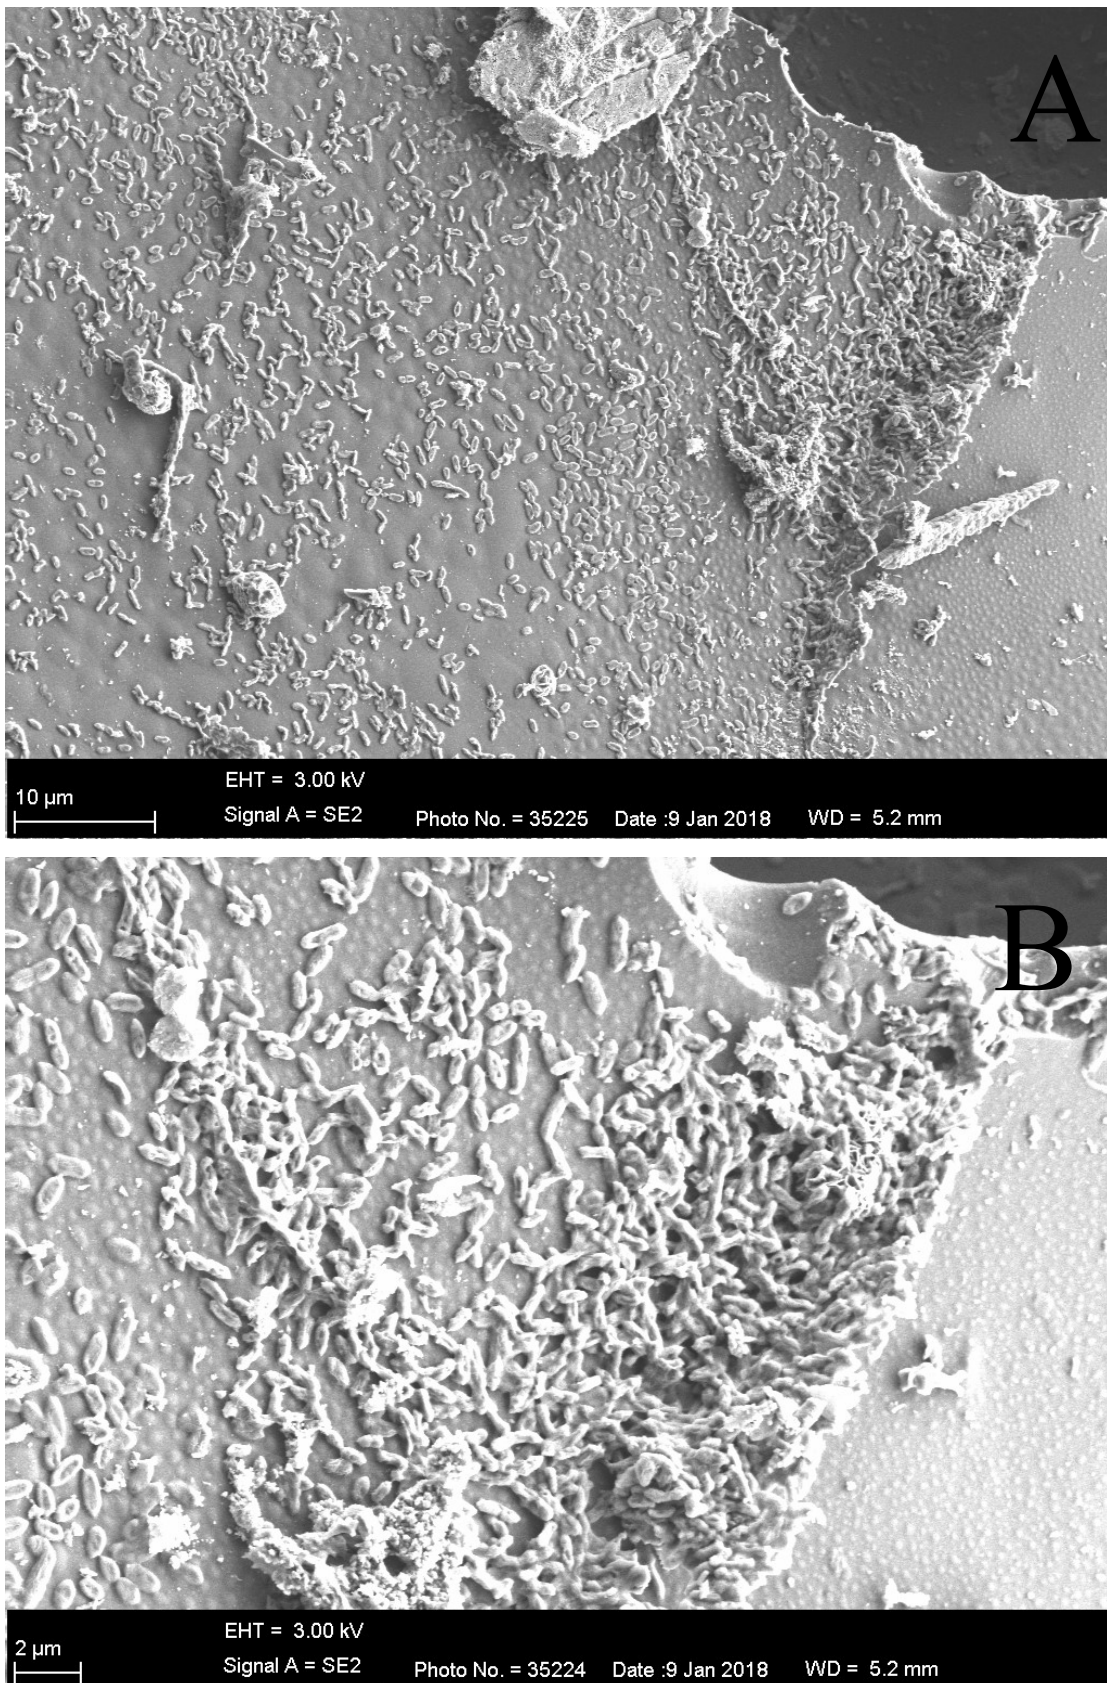 A
10 µm
EHT = 3.00 kV
Signal A = SE2 Photo No. = 35225 Date :9 Jan 2018 WD = 5.2 mm
B
2 µm
EHT = 3.00 kV
Signal A = SE2 Photo No. = 35224 Date :9 Jan 2018 WD = 5.2 mm